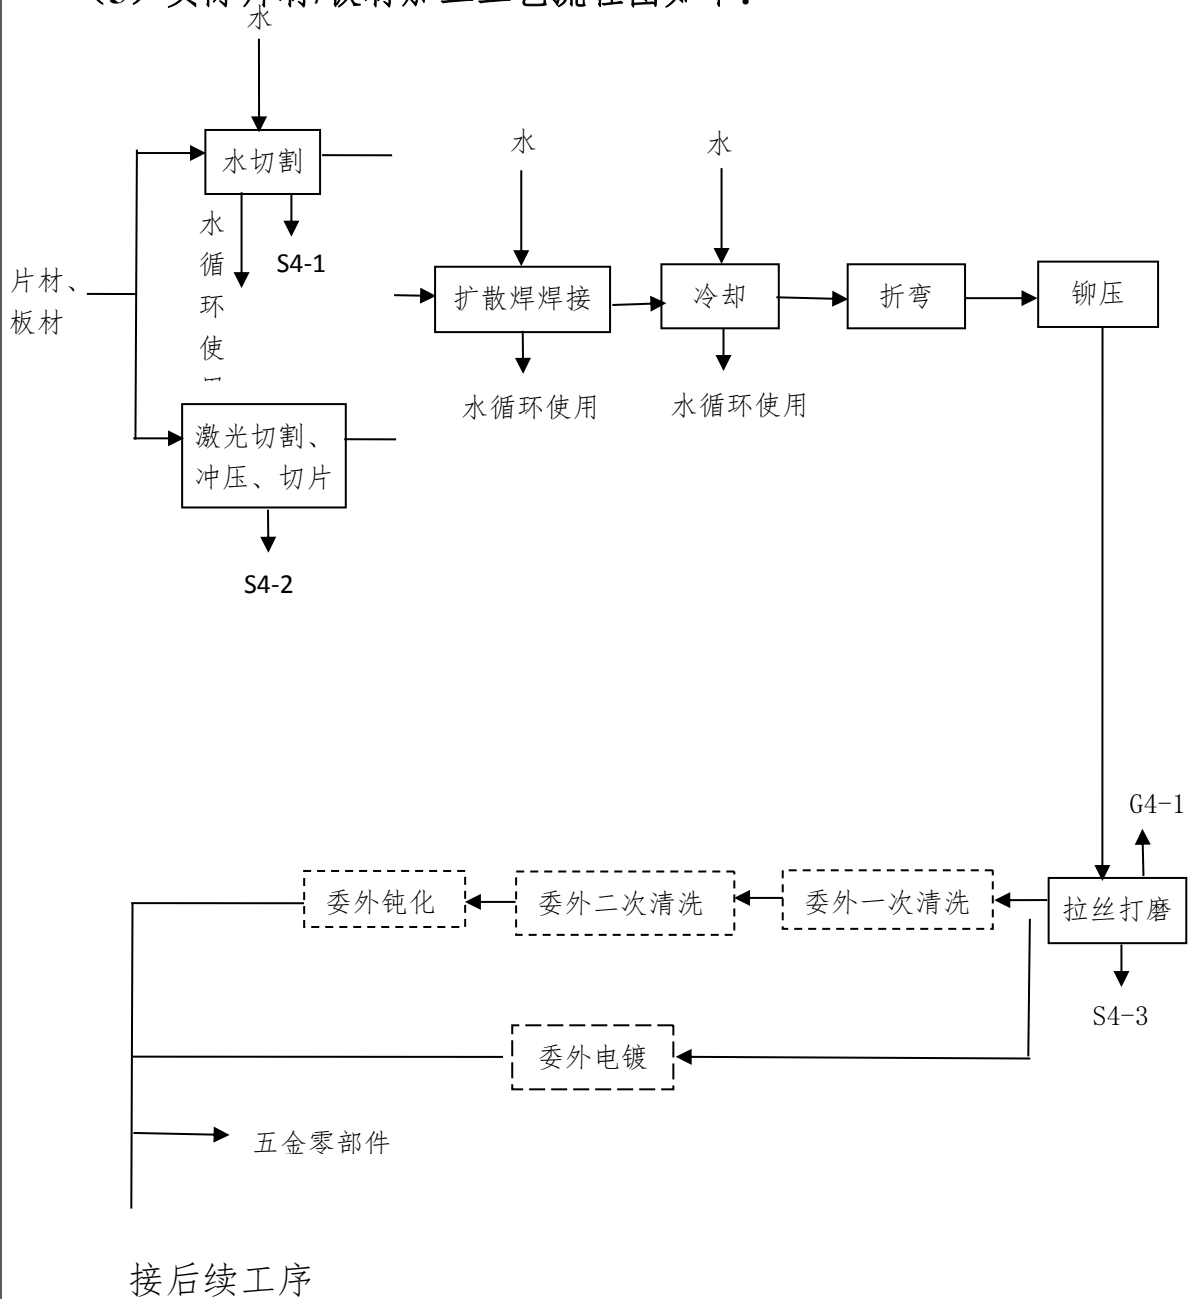 水
水切割
水
水
水
循
环
使
S4-1
片材、
板材
扩散焊焊接
冷却
折弯
铆压
水循环使用
水循环使用
激光切割、
冲压、切片
S4-2
G4-1
委外钝化
委外二次清洗
委外一次清洗
拉丝打磨
S4-3
委外电镀
五金零部件
接后续工序